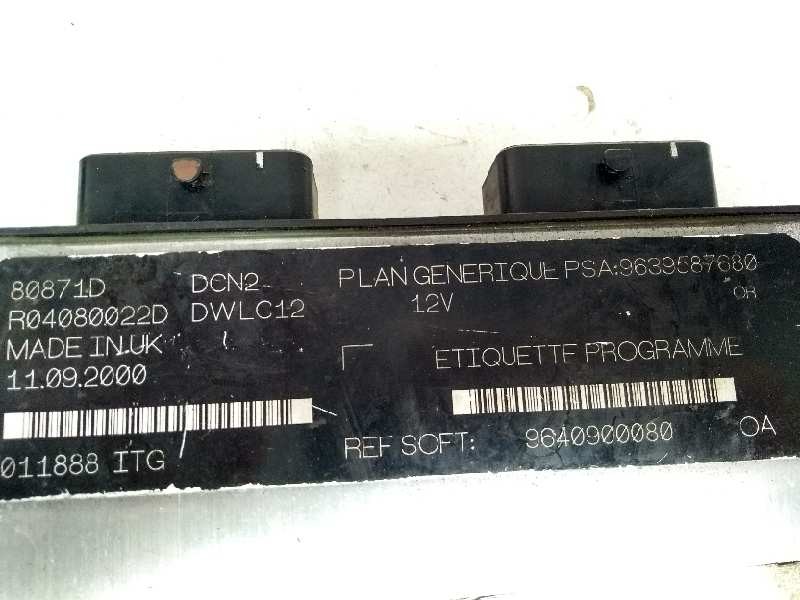 80871D DCN2 PLAN GENERIQUE PSA:9639587680
R04080022D DWLC12 12V OR
MADE IN UK
11.09.2000 ETIQUETTE PROGRAMME
011888 ITG REF SOFT: 9640900080 OA